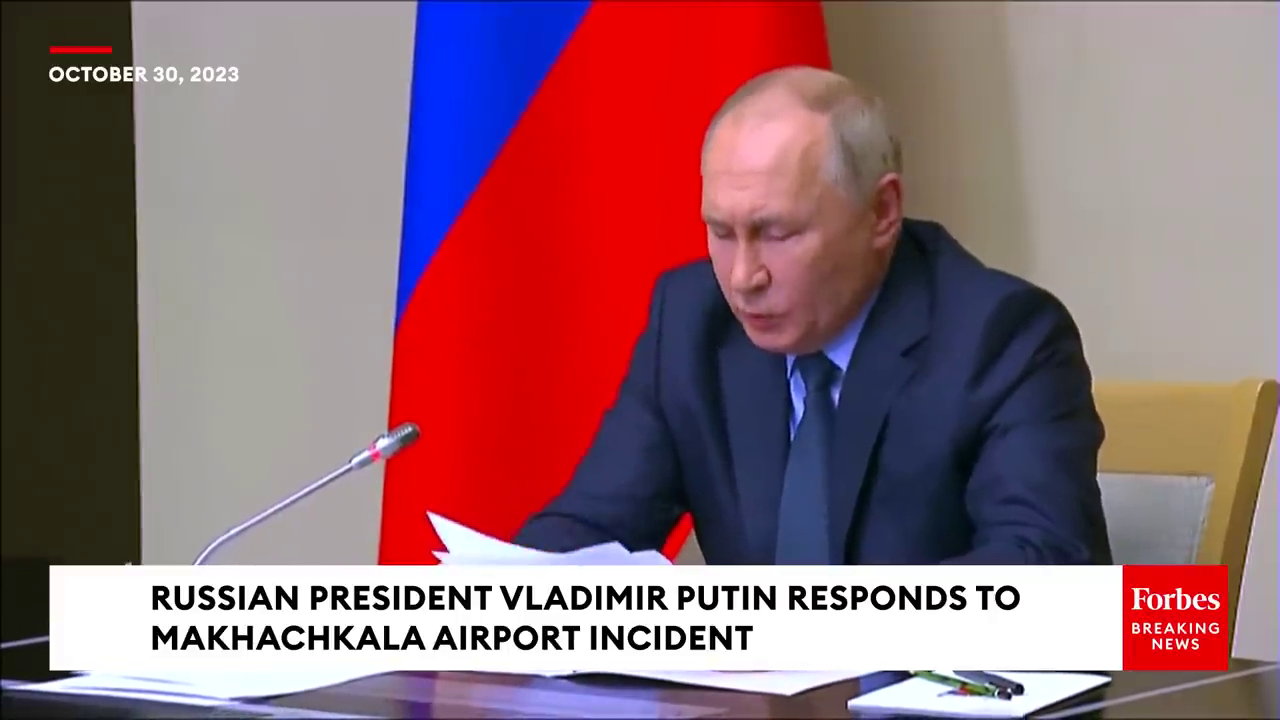 OCTOBER 30, 2023
RUSSIAN PRESIDENT VLADIMIR PUTIN RESPONDS TO
MAKHACHKALA AIRPORT INCIDENT
Forbes
BREAKING
NEWS